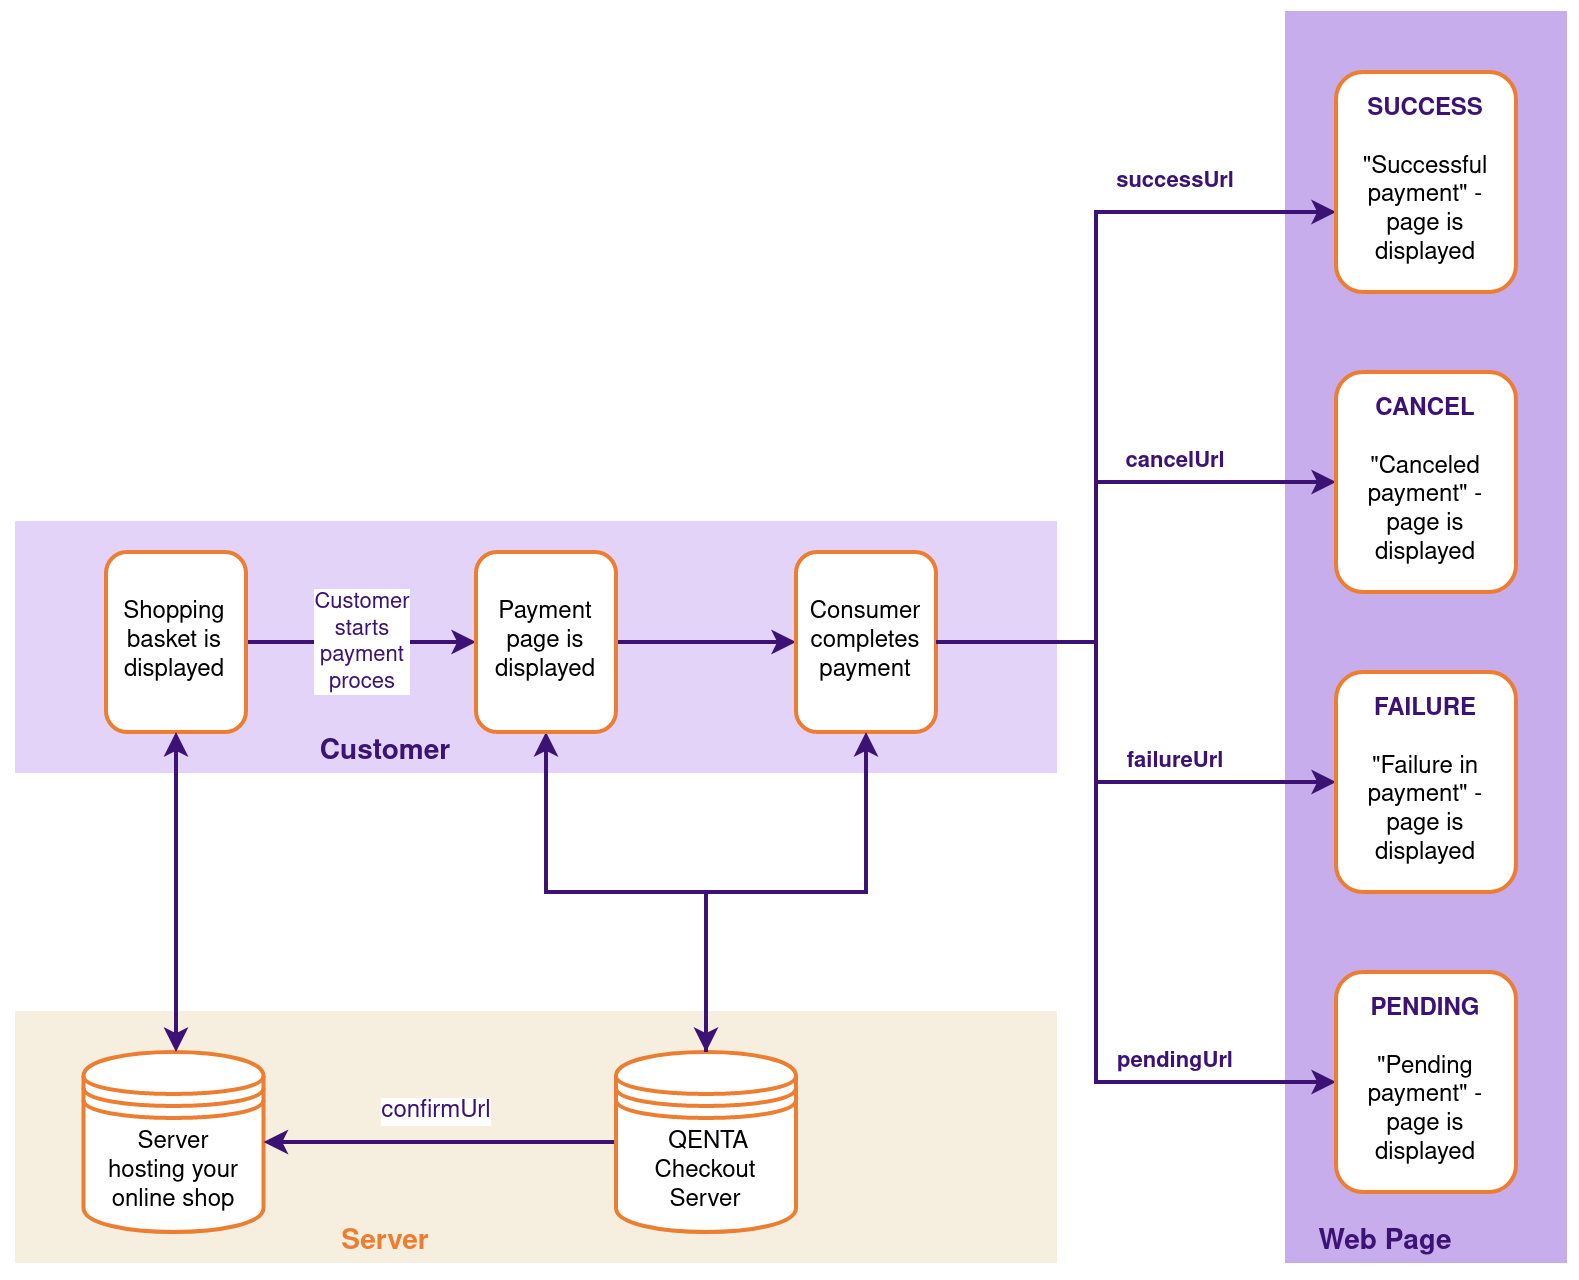 SUCCESS
"Successful
payment" -
page is
displayed
successUrl
CANCEL
"Canceled
payment" -
page is
displayed
cancelUrl
Shopping
basket is
displayed
Customer
starts
payment
proces
Payment
page is
displayed
Consumer
completes
payment
Customer
FAILURE
"Failure in
payment" -
page is
displayed
failureUrl
PENDING
"Pending
payment" -
page is
displayed
pendingUrl
Server
hosting your
online shop
confirmUrl
QENTA
Checkout
Server
Server
Web Page